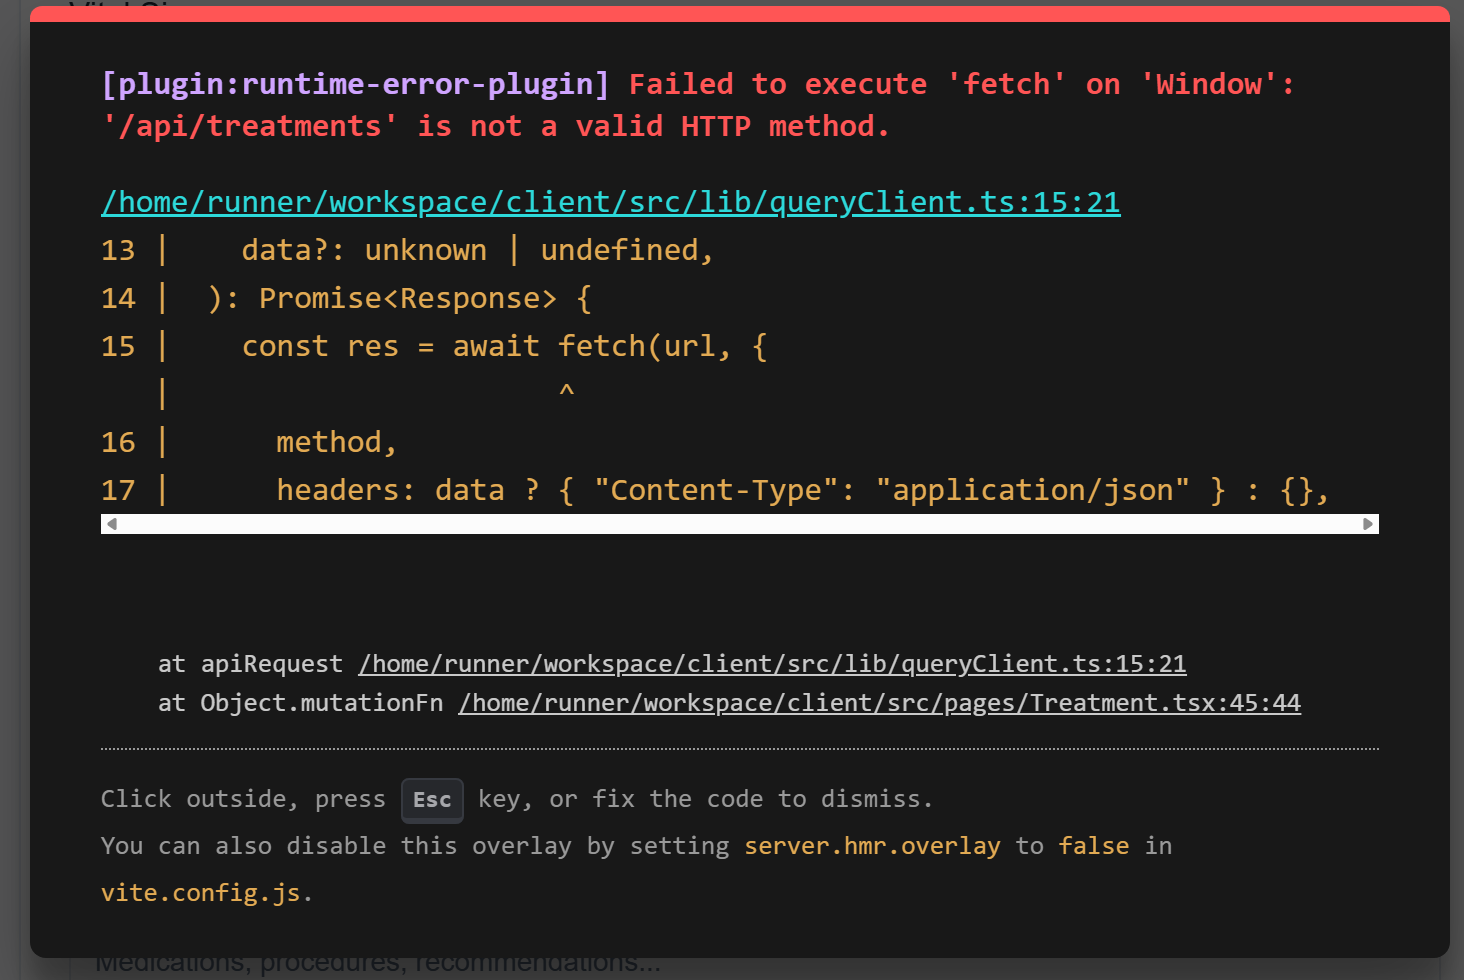 [plugin:runtime-error-plugin] Failed to execute 'fetch' on 'Window':
'/api/treatments' is not a valid HTTP method.
/home/runner/workspace/client/src/lib/queryClient.ts:15:21
13 |    data?: unknown | undefined,
14 |  ): Promise<Response> {
15 |    const res = await fetch(url, {
   |                      ^
16 |      method,
17 |      headers: data ? { "Content-Type": "application/json" } : {},
at apiRequest /home/runner/workspace/client/src/lib/queryClient.ts:15:21
at Object.mutationFn /home/runner/workspace/client/src/pages/Treatment.tsx:45:44
Click outside, press Esc key, or fix the code to dismiss.
You can also disable this overlay by setting server.hmr.overlay to false in
vite.config.js.
Medications, procedures, recommendations...